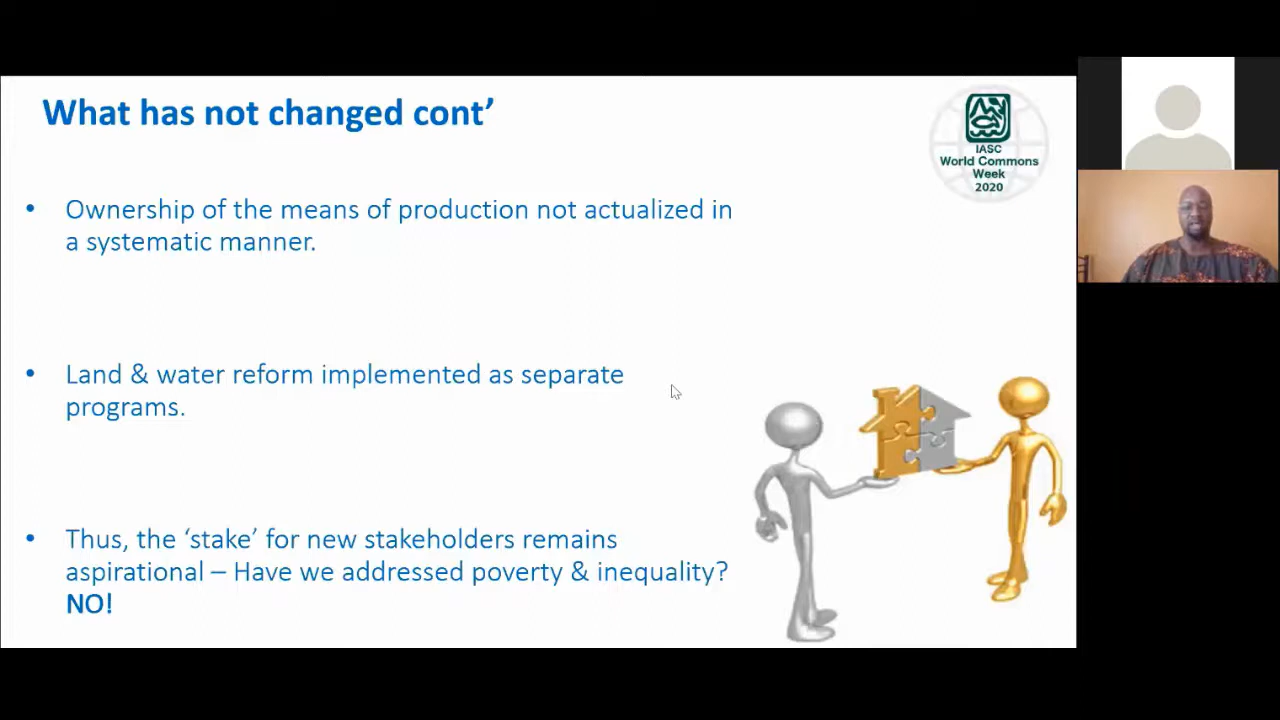 What has not changed cont’
IASC
World Commons
Week
2020
• Ownership of the means of production not actualized in
a systematic manner.
• Land & water reform implemented as separate
programs.
• Thus, the ‘stake’ for new stakeholders remains
aspirational – Have we addressed poverty & inequality?
NO!